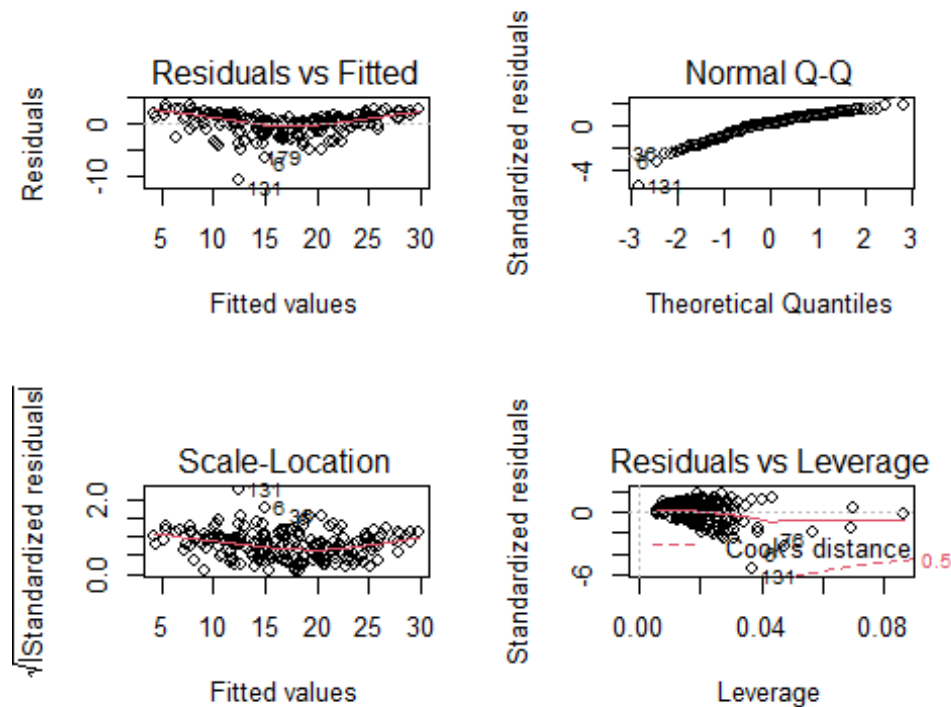 Residuals vs Fitted
Residuals
0
-10
179
6
131
5 10 15 20 25 30
Fitted values
Normal Q-Q
Standardized residuals
0
-4
6
131
-3 -2 -1 0 1 2 3
Theoretical Quantiles
Scale-Location
√|Standardized residuals|
2.0
0.0
131
6
5 10 15 20 25 30
Fitted values
Residuals vs Leverage
Standardized residuals
0
-6
Cook's distance
131
0.5
0.00 0.04 0.08
Leverage